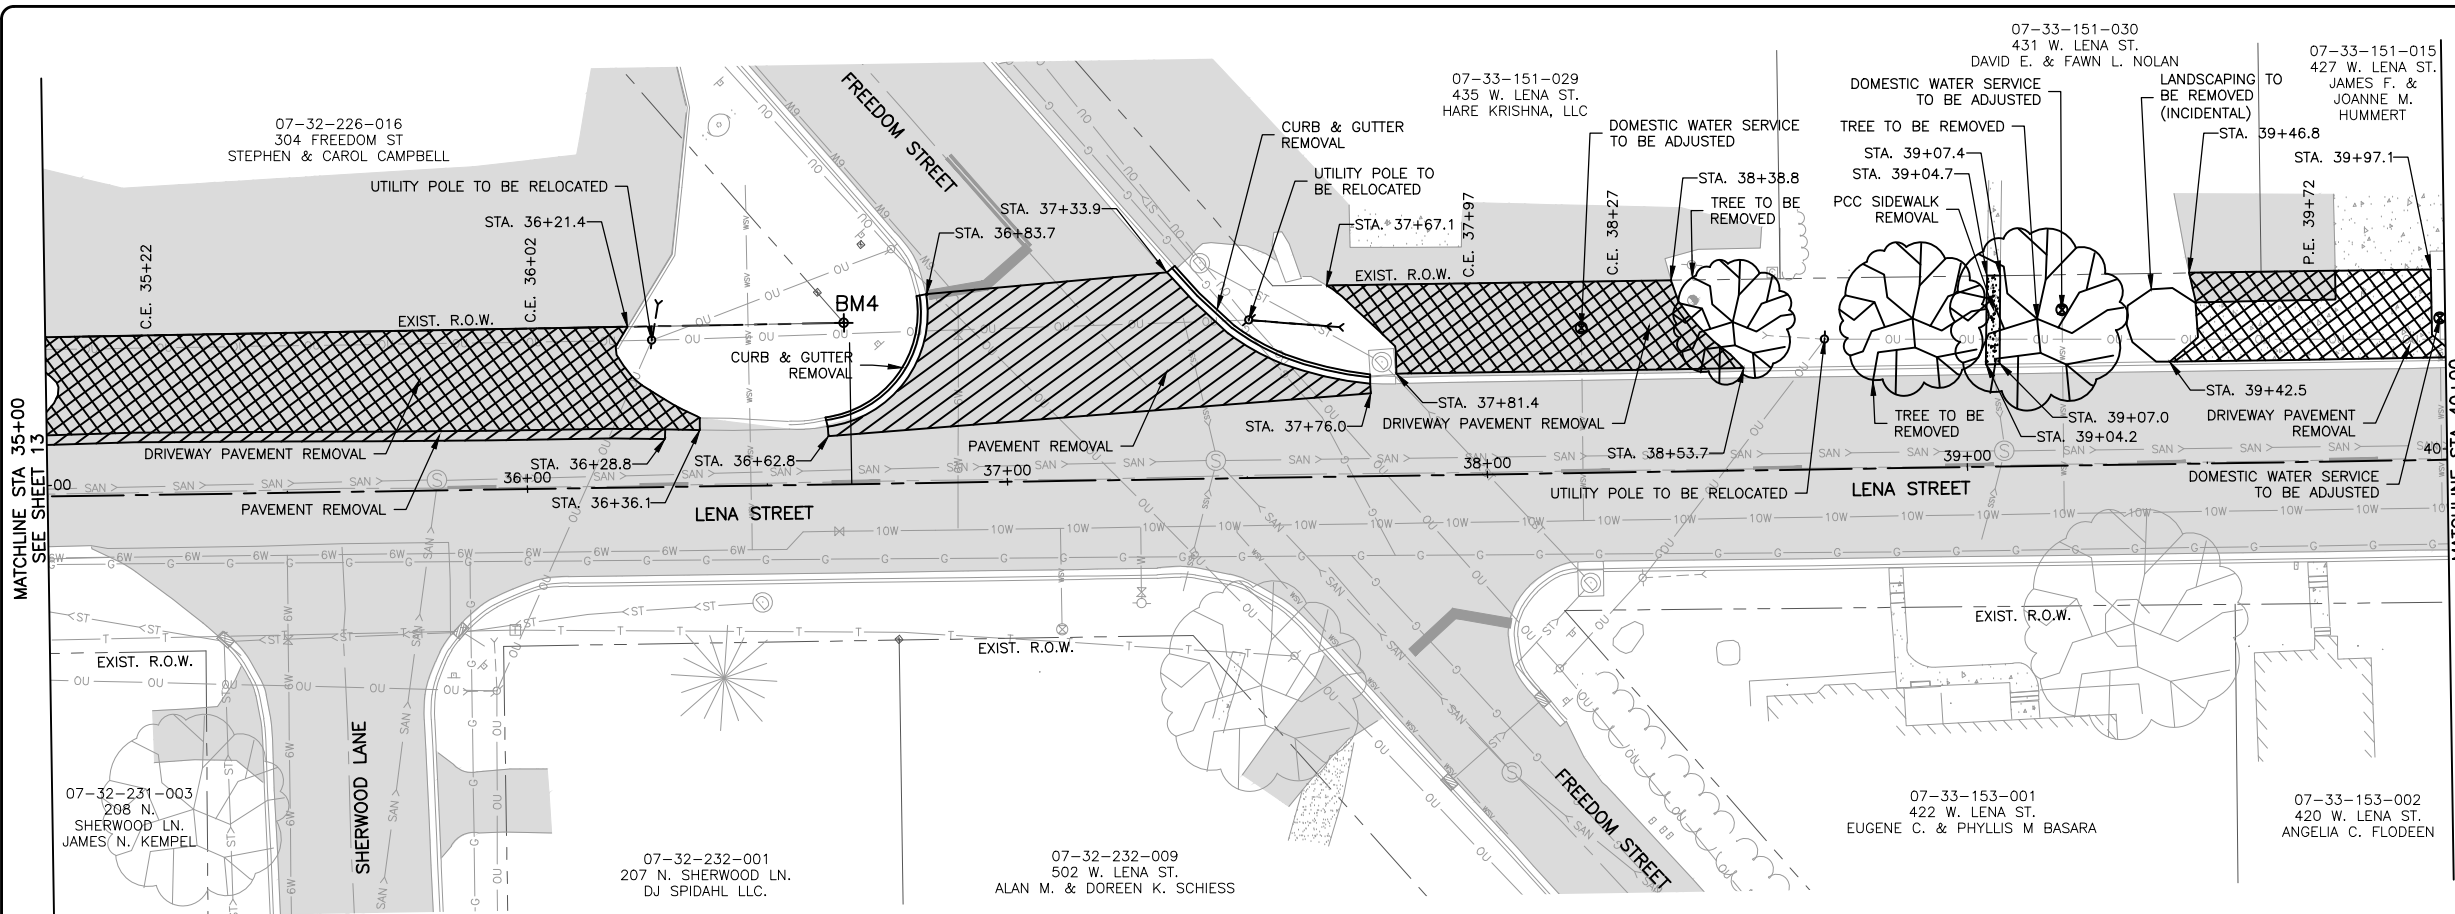 07-33-151-030
431 W. LENA ST.
DAVID E. & FAWN L. NOLAN
07-33-151-015
427 W. LENA ST.
JAMES F. &
JOANNE M.
HUMMERT
07-33-151-029
435 W. LENA ST.
HARE KRISHNA, LLC
DOMESTIC WATER SERVICE
TO BE ADJUSTED
LANDSCAPING TO
BE REMOVED
(INCIDENTAL)
07-32-226-016
304 FREEDOM ST
STEPHEN & CAROL CAMPBELL
FREEDOM STREET
CURB & GUTTER
REMOVAL
DOMESTIC WATER SERVICE
TO BE ADJUSTED
TREE TO BE REMOVED
STA. 39+46.8
STA. 39+07.4
STA. 39+97.1
UTILITY POLE TO BE RELOCATED
UTILITY POLE TO
BE RELOCATED
STA. 38+38.8
STA. 39+04.7
STA. 36+21.4
STA. 37+33.9
STA. 36+83.7
STA. 37+67.1
TREE TO BE
REMOVED
PCC SIDEWALK
REMOVAL
C.E. 35+22
C.E. 36+02
C.E. 37+97
C.E. 38+27
P.E. 39+72
EXIST. R.O.W.
BM4
EXIST. R.O.W.
CURB & GUTTER
REMOVAL
STA. 37+81.4
STA. 39+42.5
TREE TO BE
REMOVED
STA. 39+07.0
DRIVEWAY PAVEMENT
REMOVAL
STA. 39+04.2
MATCHLINE STA 35+00
SEE SHEET 13
DRIVEWAY PAVEMENT REMOVAL
STA. 36+28.8
STA. 36+62.8
PAVEMENT REMOVAL
STA. 37+76.0
DRIVEWAY PAVEMENT REMOVAL
STA. 38+53.7
36+00
37+00
38+00
39+00
PAVEMENT REMOVAL
STA. 36+36.1
LENA STREET
UTILITY POLE TO BE RELOCATED
LENA STREET
DOMESTIC WATER SERVICE
TO BE ADJUSTED
EXIST. R.O.W.
EXIST. R.O.W.
EXIST. R.O.W.
SHERWOOD LANE
FREEDOM STREET
07-32-231-003
208 N.
SHERWOOD LN.
JAMES N. KEMPEL
07-32-232-001
207 N. SHERWOOD LN.
DJ SPIDAHL LLC.
07-32-232-009
502 W. LENA ST.
ALAN M. & DOREEN K. SCHIESS
07-33-153-001
422 W. LENA ST.
EUGENE C. & PHYLLIS M BASARA
07-33-153-002
420 W. LENA ST.
ANGELIA C. FLODEEN